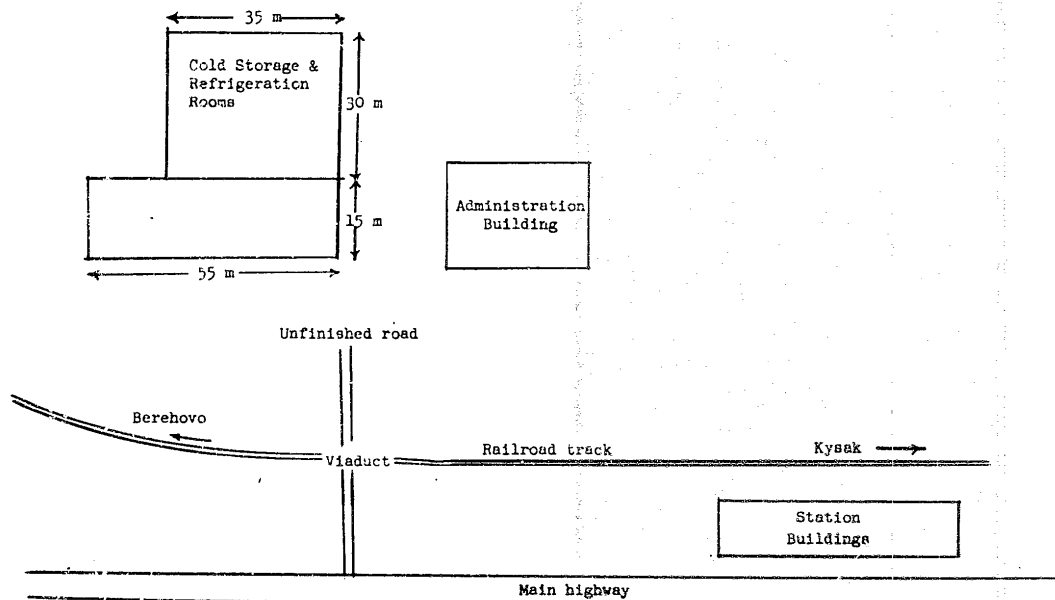 35 m
Cold Storage &
Refrigeration
Rooms
30 m
Administration
Building
15 m
55 m
Unfinished road
Berehovo
Viaduct
Railroad track
Kysak
Station
Buildings
Main highway